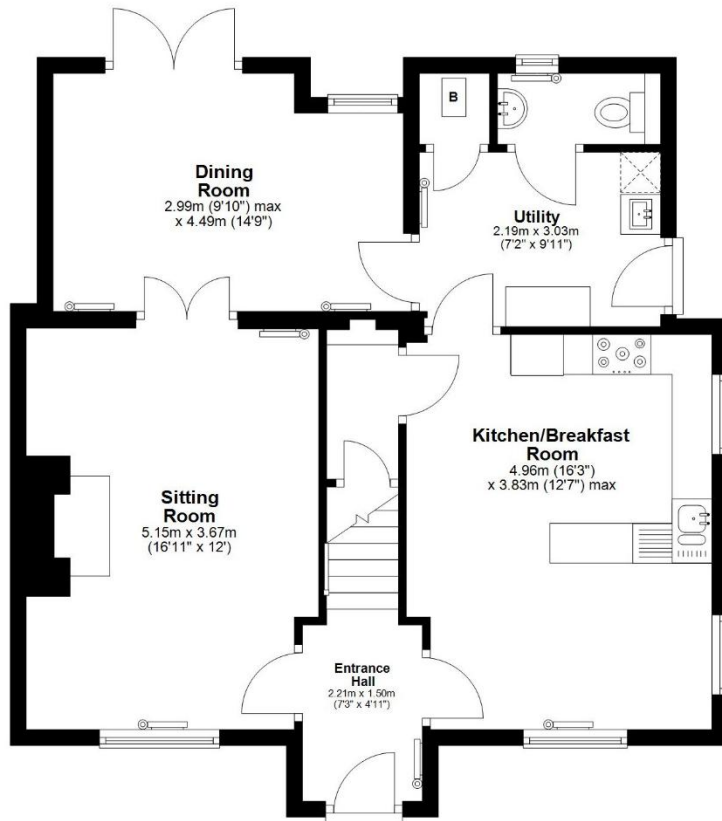 B
Dining
Room
2.99m (9'10") max
x 4.49m (14'9")
Utility
2.19m x 3.03m
(7'2" x 9'11")
Kitchen/Breakfast
Room
4.96m (16'3")
x 3.83m (12'7") max
Sitting
Room
5.15m x 3.67m
(16'11" x 12')
Entrance
Hall
2.21m x 1.50m
(7'3" x 4'11")